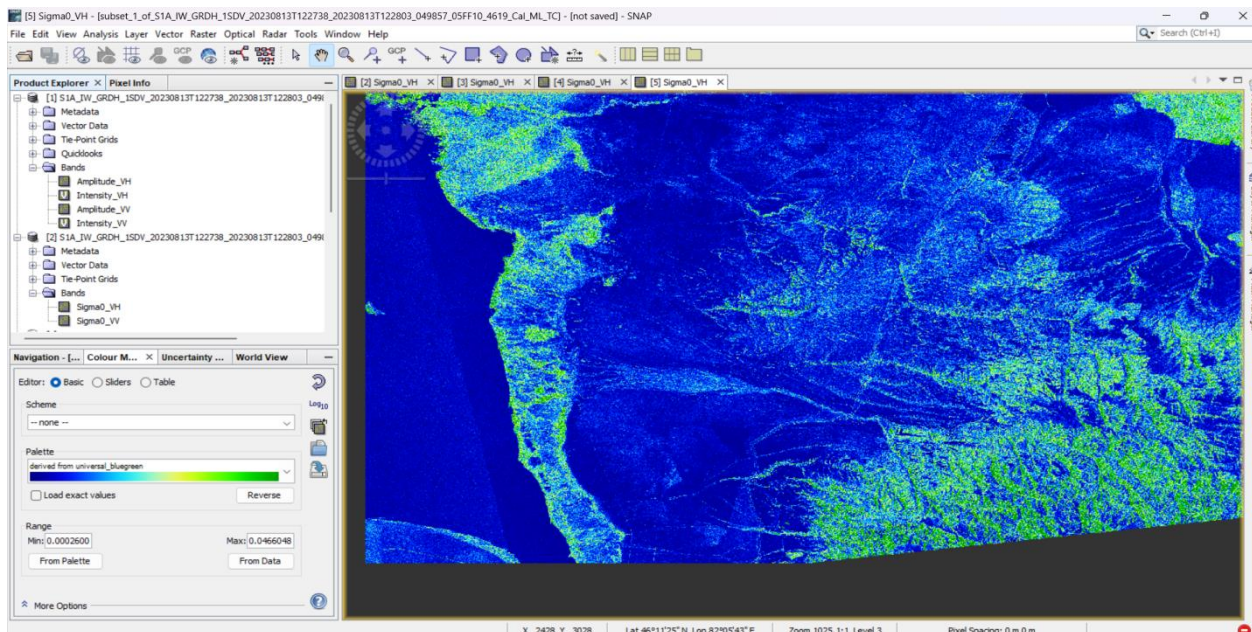 [5] Sigma0_VH - [subset_1_of_S1A_IW_GRDH_1SDV_20230813T122738_20230813T122803_049857_05FF10_4619_Cal_ML_TC] - [not saved] - SNAP
File Edit View Analysis Layer Vector Raster Optical Radar Tools Window Help
Search (Ctrl+I)
GCP GCP
Product Explorer Pixel Info
[1] S1A_IW_GRDH_1SDV_20230813T122738_20230813T122803_049
Metadata
Vector Data
Tie-Point Grids
Quicklooks
Bands
Amplitude_VH
Intensity_VH
Amplitude_VV
Intensity_VV
[2] S1A_IW_GRDH_1SDV_20230813T122738_20230813T122803_049
Metadata
Vector Data
Tie-Point Grids
Bands
Sigma0_VH
Sigma0_VV
[2] Sigma0_VH [3] Sigma0_VH [4] Sigma0_VH [5] Sigma0_VH
Navigation - [... Colour M... Uncertainty ... World View
Editor: Basic Sliders Table
Scheme
-- none --
Log10
Palette
derived from universal_bluegreen
Load exact values Reverse
Range
Min: 0.0002600 Max: 0.0466048
From Palette From Data
More Options
X 2428 Y 3028 Lat 46°11'25" N Lon 82°05'43" E Zoom 1025 1:1 Level 3 Pixel Spacing: 0 m 0 m